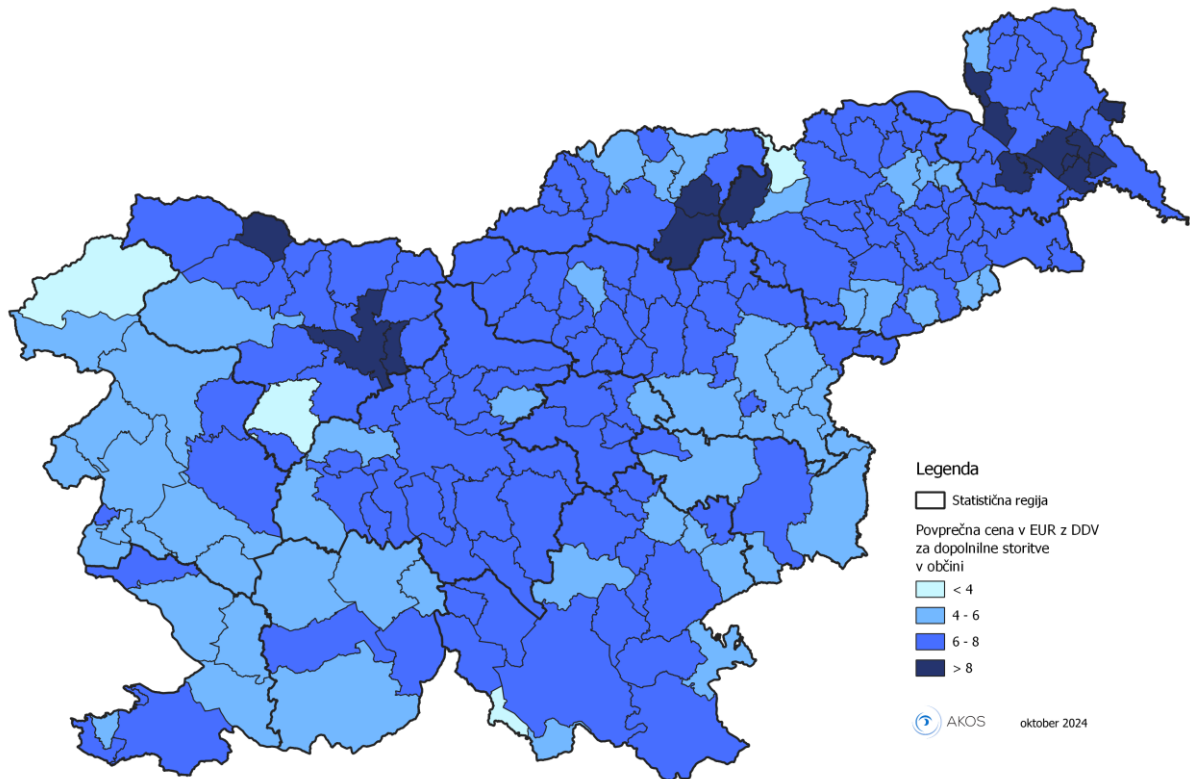 Legenda
Statistična regija
Povprečna cena v EUR z DDV
za dopolnilne storitve
v občini
< 4
4 - 6
6 - 8
> 8
AKOS oktober 2024